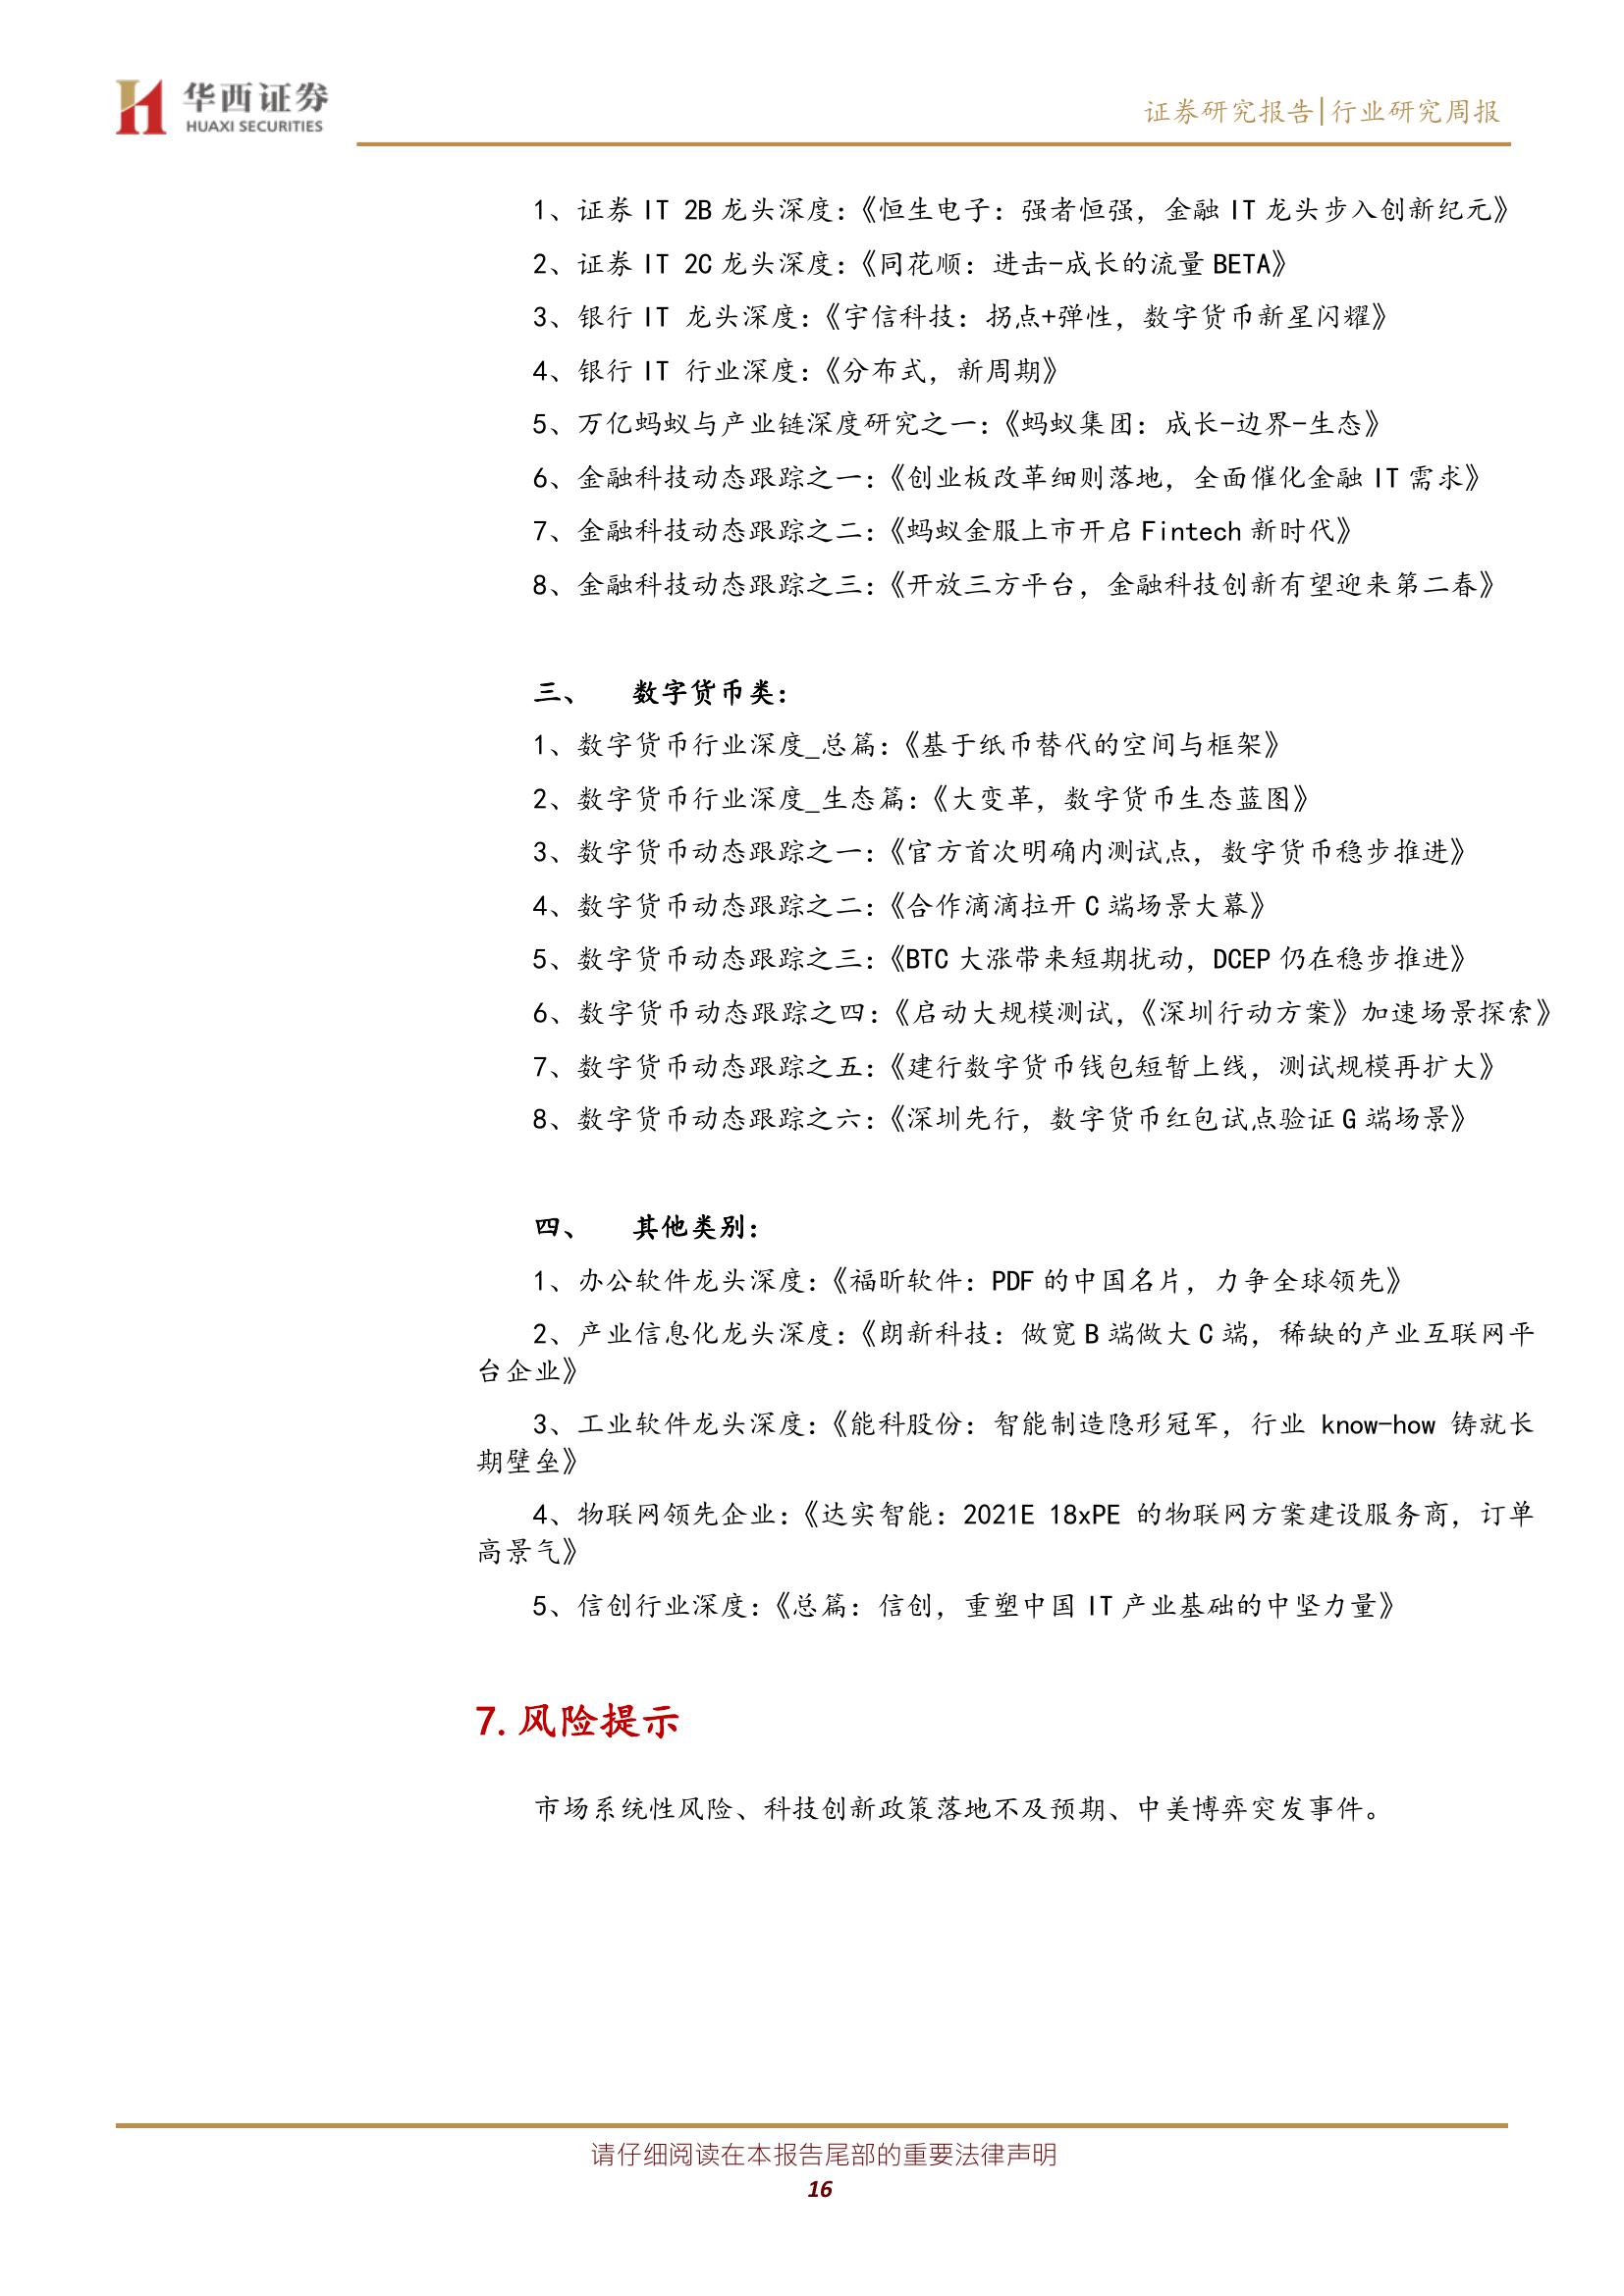 华西证券
HUAXI SECURITIES
证券研究报告|行业研究周报
1、证券 IT 2B 龙头深度：《恒生电子：强者恒强，金融 IT 龙头步入创新纪元》
2、证券 IT 2C 龙头深度：《同花顺：进击-成长的流量 BETA》
3、银行 IT 龙头深度：《宇信科技：拐点+弹性，数字货币新星闪耀》
4、银行 IT 行业深度：《分布式，新周期》
5、万亿蚂蚁与产业链深度研究之一：《蚂蚁集团：成长-边界-生态》
6、金融科技动态跟踪之一：《创业板改革细则落地，全面催化金融 IT 需求》
7、金融科技动态跟踪之二：《蚂蚁金服上市开启 Fintech 新时代》
8、金融科技动态跟踪之三：《开放三方平台，金融科技创新有望迎来第二春》
三、 数字货币类：
1、数字货币行业深度_总篇：《基于纸币替代的空间与框架》
2、数字货币行业深度_生态篇：《大变革，数字货币生态蓝图》
3、数字货币动态跟踪之一：《官方首次明确内测试点，数字货币稳步推进》
4、数字货币动态跟踪之二：《合作滴滴拉开 C 端场景大幕》
5、数字货币动态跟踪之三：《BTC 大涨带来短期扰动，DCEP 仍在稳步推进》
6、数字货币动态跟踪之四：《启动大规模测试，《深圳行动方案》加速场景探索》
7、数字货币动态跟踪之五：《建行数字货币钱包短暂上线，测试规模再扩大》
8、数字货币动态跟踪之六：《深圳先行，数字货币红包试点验证 G 端场景》
四、 其他类别：
1、办公软件龙头深度：《福昕软件：PDF 的中国名片，力争全球领先》
2、产业信息化龙头深度：《朗新科技：做宽 B 端做大 C 端，稀缺的产业互联网平
台企业》
3、工业软件龙头深度：《能科股份：智能制造隐形冠军，行业 know-how 铸就长
期壁垒》
4、物联网领先企业：《达实智能：2021E 18xPE 的物联网方案建设服务商，订单
高景气》
5、信创行业深度：《总篇：信创，重塑中国 IT 产业基础的中坚力量》
7.风险提示
市场系统性风险、科技创新政策落地不及预期、中美博弈突发事件。
请仔细阅读在本报告尾部的重要法律声明
16